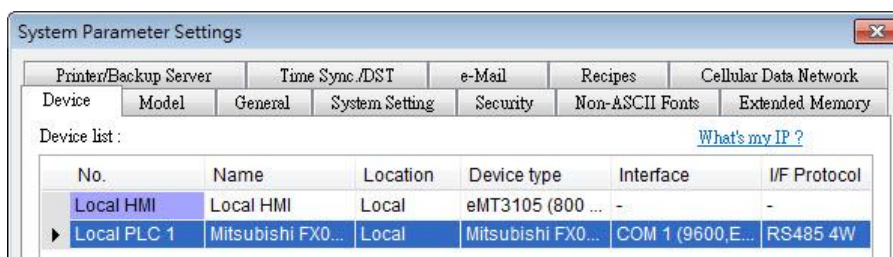 System Parameter Settings
Printer/Backup Server Time Sync./DST e-Mail Recipes Cellular Data Network
Device Model General System Setting Security Non-ASCII Fonts Extended Memory
Device list : What's my IP ?
No. Name Location Device type Interface I/F Protocol
Local HMI Local HMI Local eMT3105 (800 ... - -
Local PLC 1 Mitsubishi FX0... Local Mitsubishi FX0... COM 1 (9600,E... RS485 4W